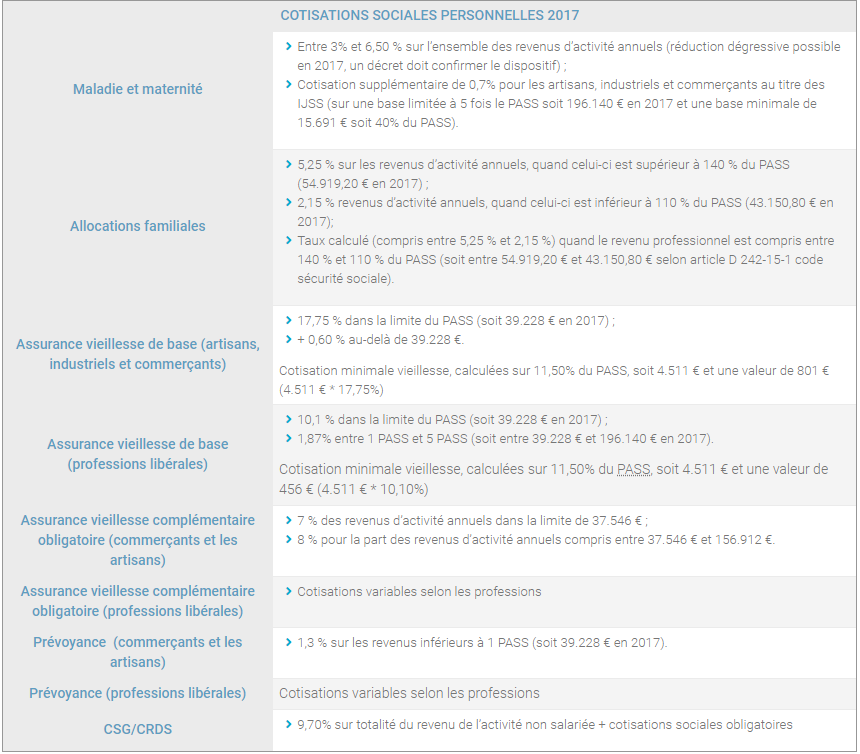 COTISATIONS SOCIALES PERSONNELLES 2017
Maladie et maternité
Entre 3% et 6,50 % sur l'ensemble des revenus d'activité annuels (réduction dégressive possible
en 2017, un décret doit confirmer le dispositif) ;
Cotisation supplémentaire de 0,7% pour les artisans, industriels et commerçants au titre des
IJSS (sur une base limitée à 5 fois le PASS soit 196.140 € en 2017 et une base minimale de
15.691 € soit 40% du PASS).
Allocations familiales
5,25 % sur les revenus d'activité annuels, quand celui-ci est supérieur à 140 % du PASS
(54.919,20 € en 2017) ;
2,15 % revenus d'activité annuels, quand celui-ci est inférieur à 110 % du PASS (43.150,80 € en
2017);
Taux calculé (compris entre 5,25 % et 2,15 %) quand le revenu professionnel est compris entre
140 % et 110 % du PASS (soit entre 54.919,20 € et 43.150,80 € selon article D 242-15-1 code
sécurité sociale).
Assurance vieillesse de base (artisans,
industriels et commerçants)
17,75 % dans la limite du PASS (soit 39.228 € en 2017) ;
+ 0,60 % au-delà de 39.228 €.
Cotisation minimale vieillesse, calculées sur 11,50% du PASS, soit 4.511 € et une valeur de 801 €
(4.511 € * 17,75%)
Assurance vieillesse de base
(professions libérales)
10,1 % dans la limite du PASS (soit 39.228 € en 2017) ;
1,87% entre 1 PASS et 5 PASS (soit entre 39.228 € et 196.140 € en 2017).
Cotisation minimale vieillesse, calculées sur 11,50% du PASS, soit 4.511 € et une valeur de
456 € (4.511 € * 10,10%)
Assurance vieillesse complémentaire
obligatoire (commerçants et les
artisans)
7 % des revenus d'activité annuels dans la limite de 37.546 € ;
8 % pour la part des revenus d'activité annuels compris entre 37.546 € et 156.912 €.
Assurance vieillesse complémentaire
obligatoire (professions libérales)
Cotisations variables selon les professions
Prévoyance (commerçants et les
artisans)
1,3 % sur les revenus inférieurs à 1 PASS (soit 39.228 € en 2017).
Prévoyance (professions libérales)
Cotisations variables selon les professions
CSG/CRDS
9,70% sur totalité du revenu de l'activité non salariée + cotisations sociales obligatoires